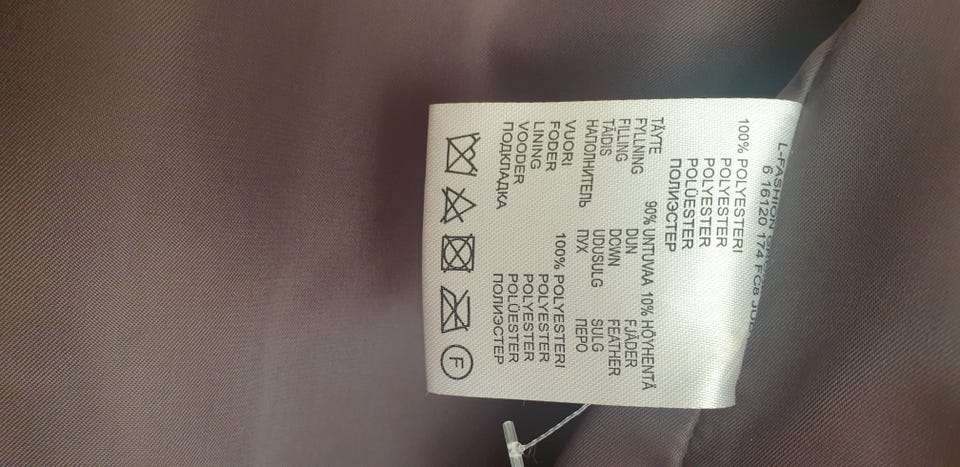 L-FASHION
6 16120 174 FC8
100% POLYESTERI
POLYESTER
POLYESTER
POLÜESTER
ПОЛИЭСТЕР
TÄYTE 90% UNTUVAA 10% HÖYHENTÄ
FYLLNING DUN FJÄDER
FILLING DOWN FEATHER
TÄIDIS UDUSULG SULG
НАПОЛНИТЕЛЬ ПУХ ПЕРО
VUORI 100% POLYESTERI
FODER POLYESTER
LINING POLYESTER
VOODER POLÜESTER
ПОДКЛАДКА ПОЛИЭСТЕР
F